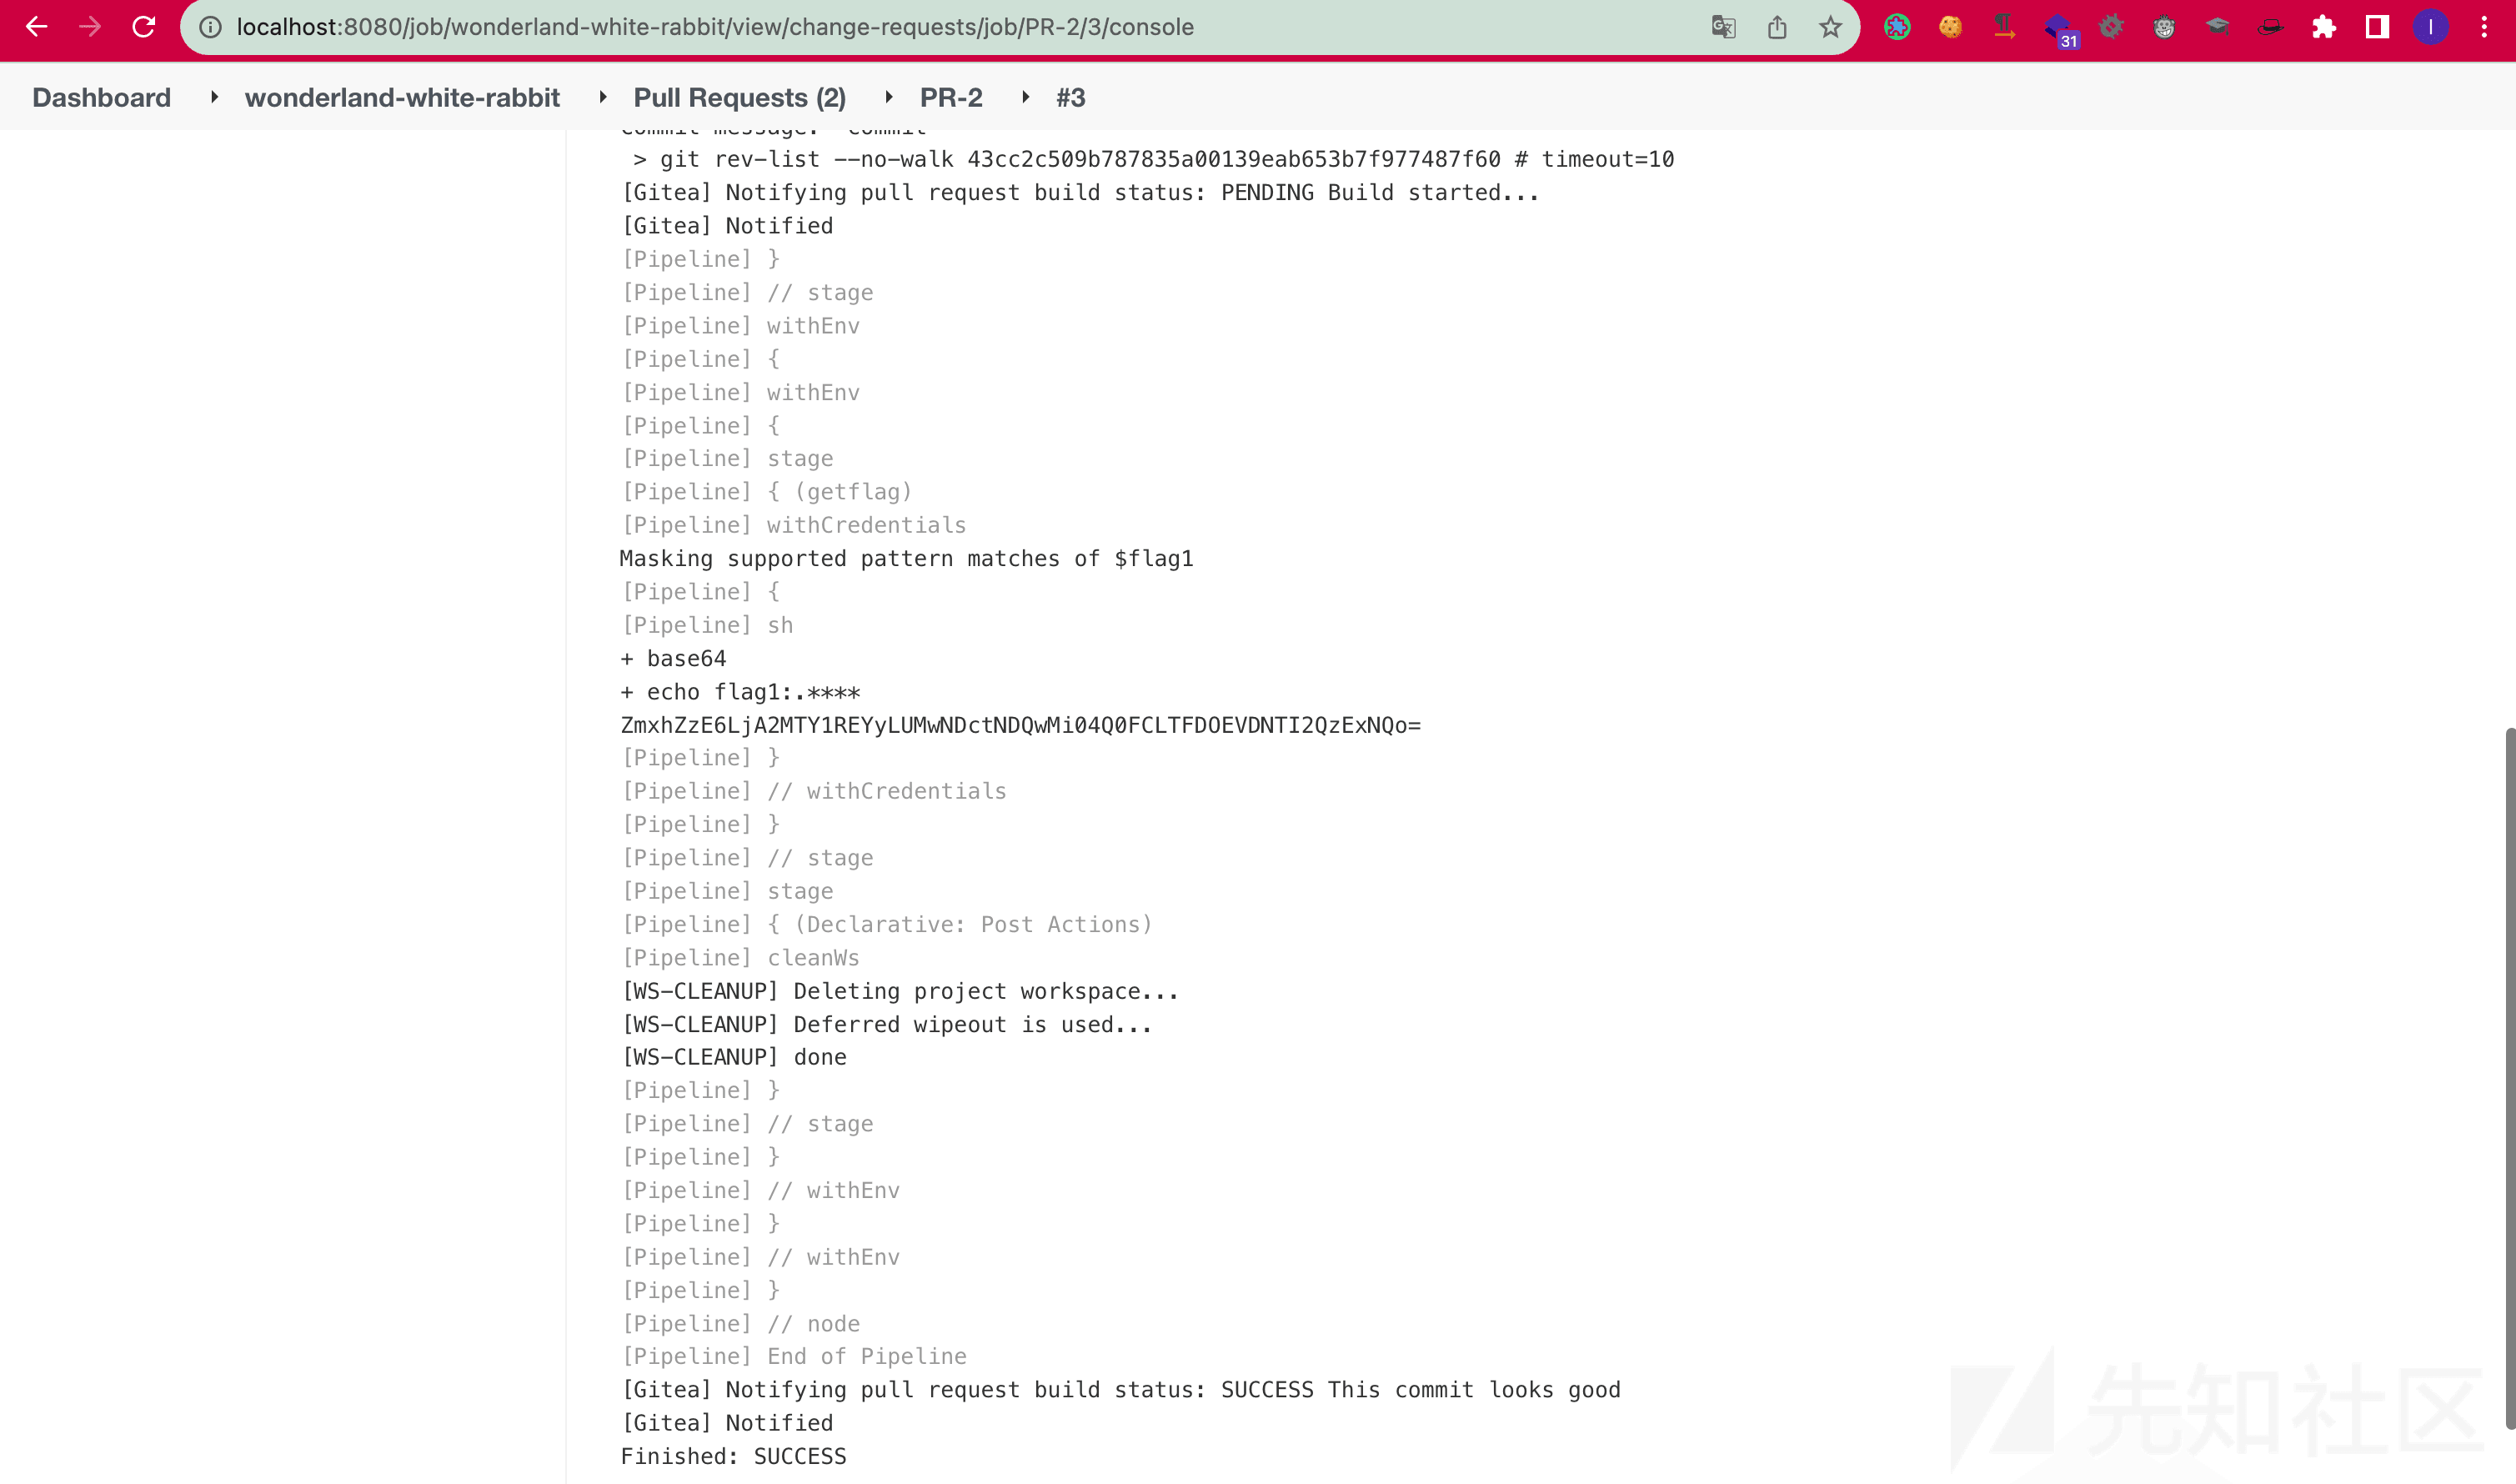 localhost:8080/job/wonderland-white-rabbit/view/change-requests/job/PR-2/3/console
31
I
Dashboard wonderland-white-rabbit Pull Requests (2) PR-2 #3
> git rev-list --no-walk 43cc2c509b787835a00139eab653b7f977487f60 # timeout=10
[Gitea] Notifying pull request build status: PENDING Build started...
[Gitea] Notified
[Pipeline] }
[Pipeline] // stage
[Pipeline] withEnv
[Pipeline] {
[Pipeline] withEnv
[Pipeline] {
[Pipeline] stage
[Pipeline] { (getflag)
[Pipeline] withCredentials
Masking supported pattern matches of $flag1
[Pipeline] {
[Pipeline] sh
+ base64
+ echo flag1:.****
ZmxhZzE6LjA2MTY1REYyLUMwNDctNDQwMi04Q0FCLTFDOEVDNTI2QzExNQo=
[Pipeline] }
[Pipeline] // withCredentials
[Pipeline] }
[Pipeline] // stage
[Pipeline] stage
[Pipeline] { (Declarative: Post Actions)
[Pipeline] cleanWs
[WS-CLEANUP] Deleting project workspace...
[WS-CLEANUP] Deferred wipeout is used...
[WS-CLEANUP] done
[Pipeline] }
[Pipeline] // stage
[Pipeline] }
[Pipeline] // withEnv
[Pipeline] }
[Pipeline] // withEnv
[Pipeline] }
[Pipeline] // node
[Pipeline] End of Pipeline
[Gitea] Notifying pull request build status: SUCCESS This commit looks good
[Gitea] Notified
Finished: SUCCESS
先知社区